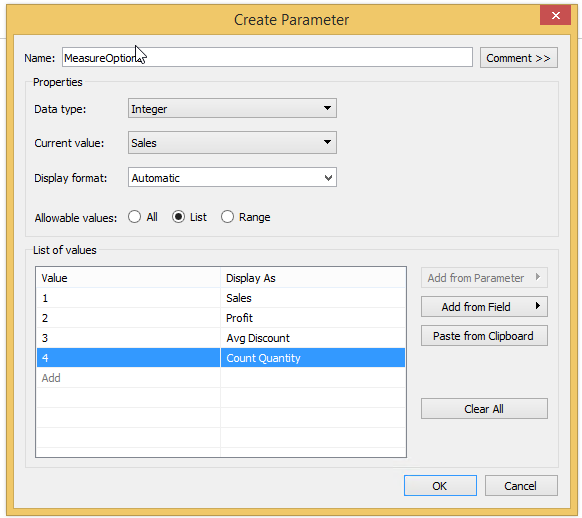 Create Parameter
Name: MeasureOption Comment >>
Properties
Data type: Integer
Current value: Sales
Display format: Automatic
Allowable values: All List Range
List of values
Value Display As
1 Sales
2 Profit
3 Avg Discount
4 Count Quantity
Add
Add from Parameter
Add from Field
Paste from Clipboard
Clear All
OK Cancel